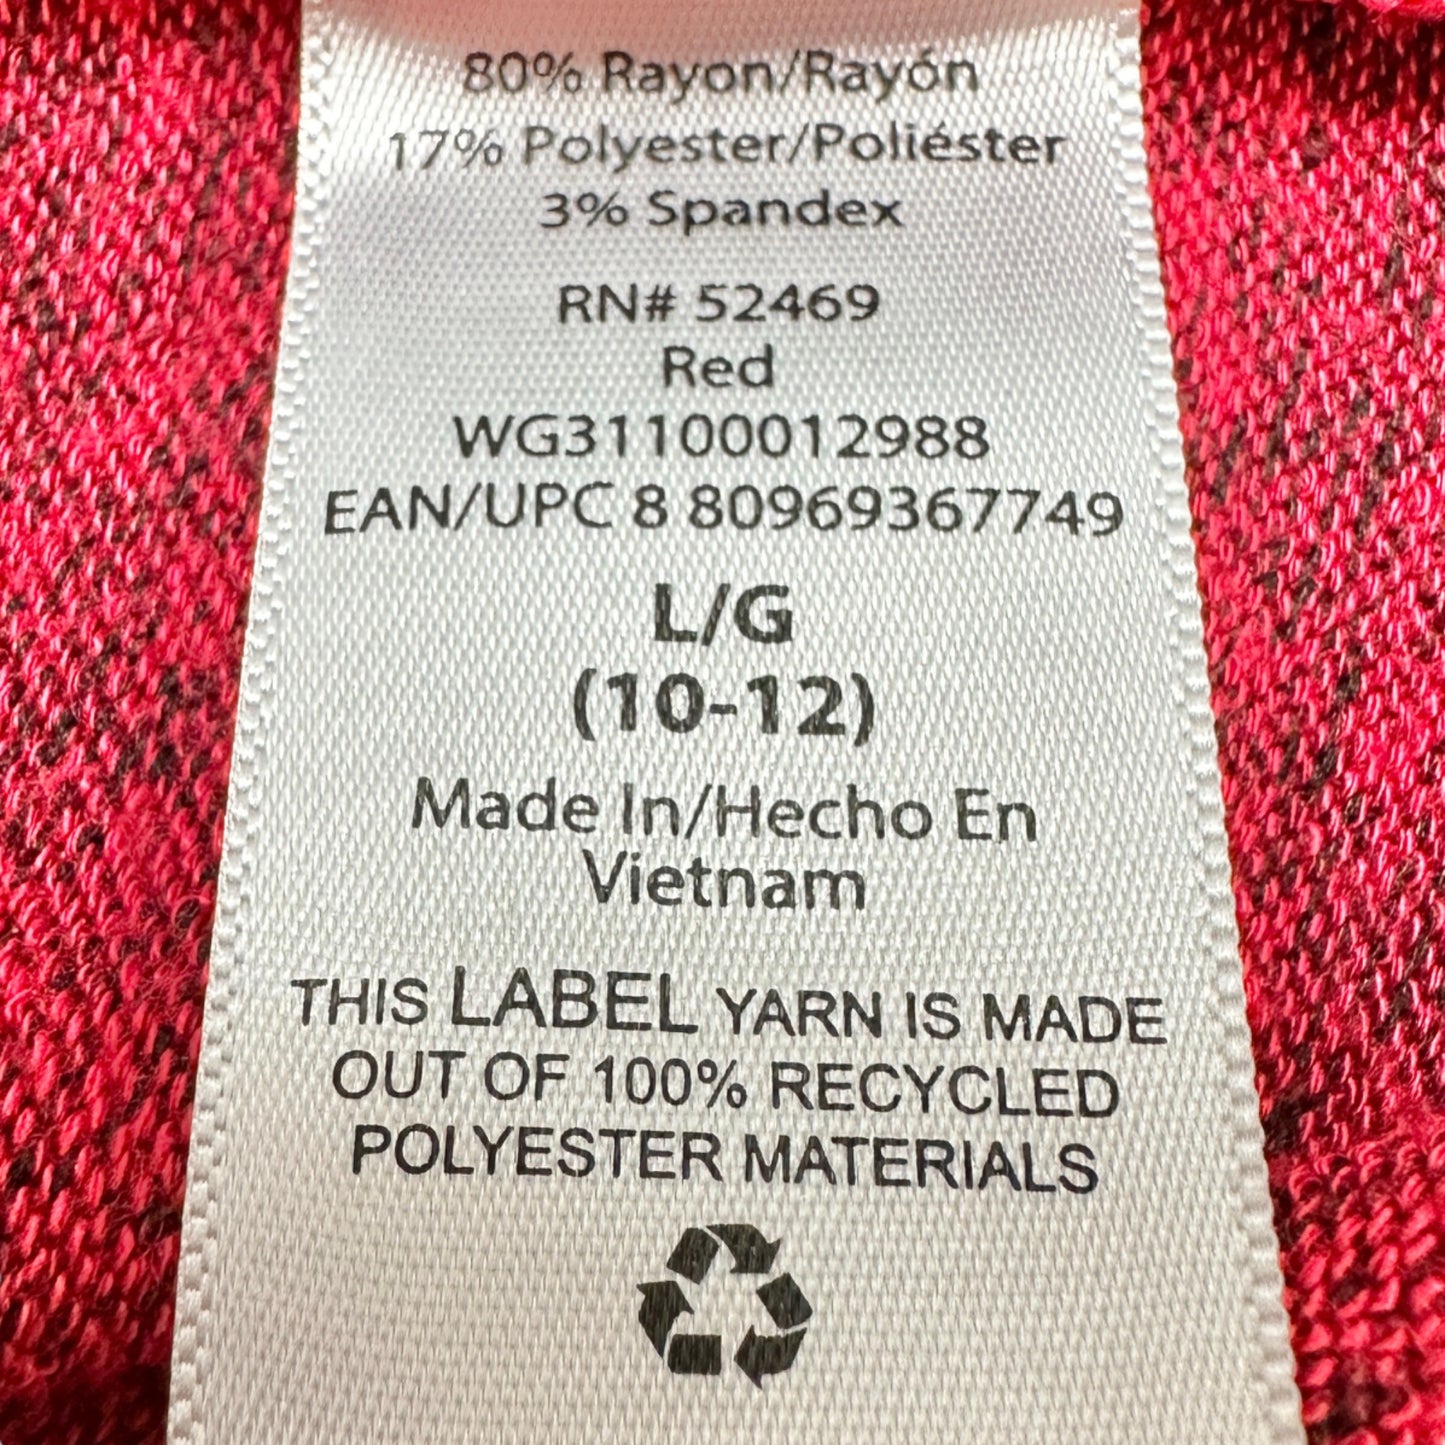 80% Rayon/Rayón
17% Polyester/Poliéster
3% Spandex
RN# 52469
Red
WG31100012988
EAN/UPC 8 80969367749
L/G
(10-12)
Made In/Hecho En
Vietnam
THIS LABEL YARN IS MADE
OUT OF 100% RECYCLED
POLYESTER MATERIALS